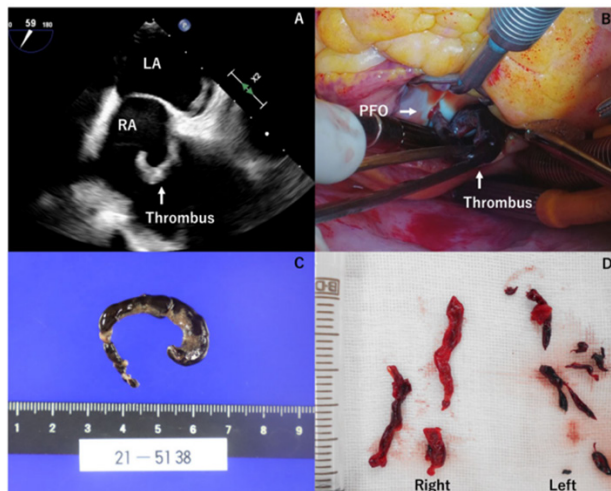 0 59 180
A
LA
RA
Thrombus
B
PFO
Thrombus
C
1 2 3 4 5 6 7 8 9
21-5138
D
B-D
Right Left